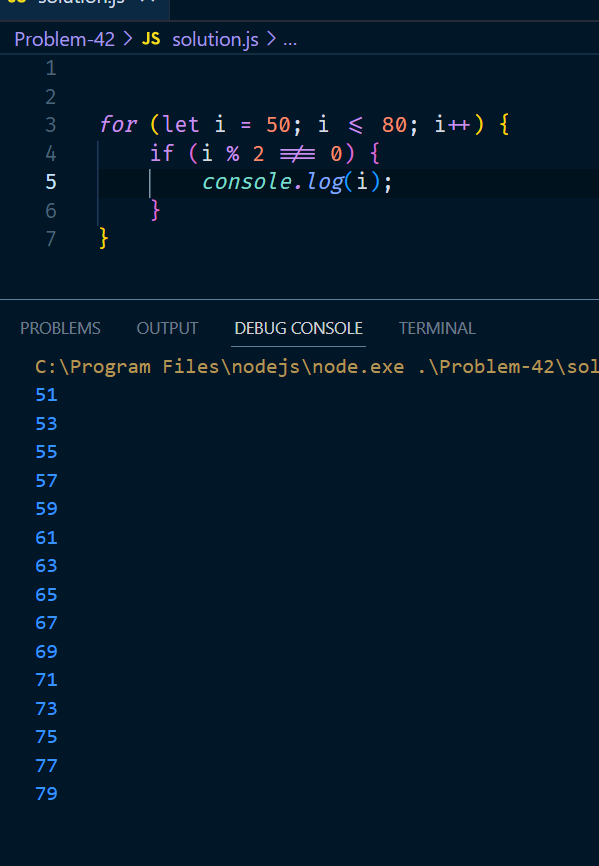 JS solution.js
Problem-42 > JS solution.js > ...
1
2
3 for (let i = 50; i <= 80; i++) {
4 if (i % 2 !== 0) {
5 console.log(i);
6 }
7 }
PROBLEMS OUTPUT DEBUG CONSOLE TERMINAL
C:\Program Files\nodejs\node.exe .\Problem-42\sol
51
53
55
57
59
61
63
65
67
69
71
73
75
77
79